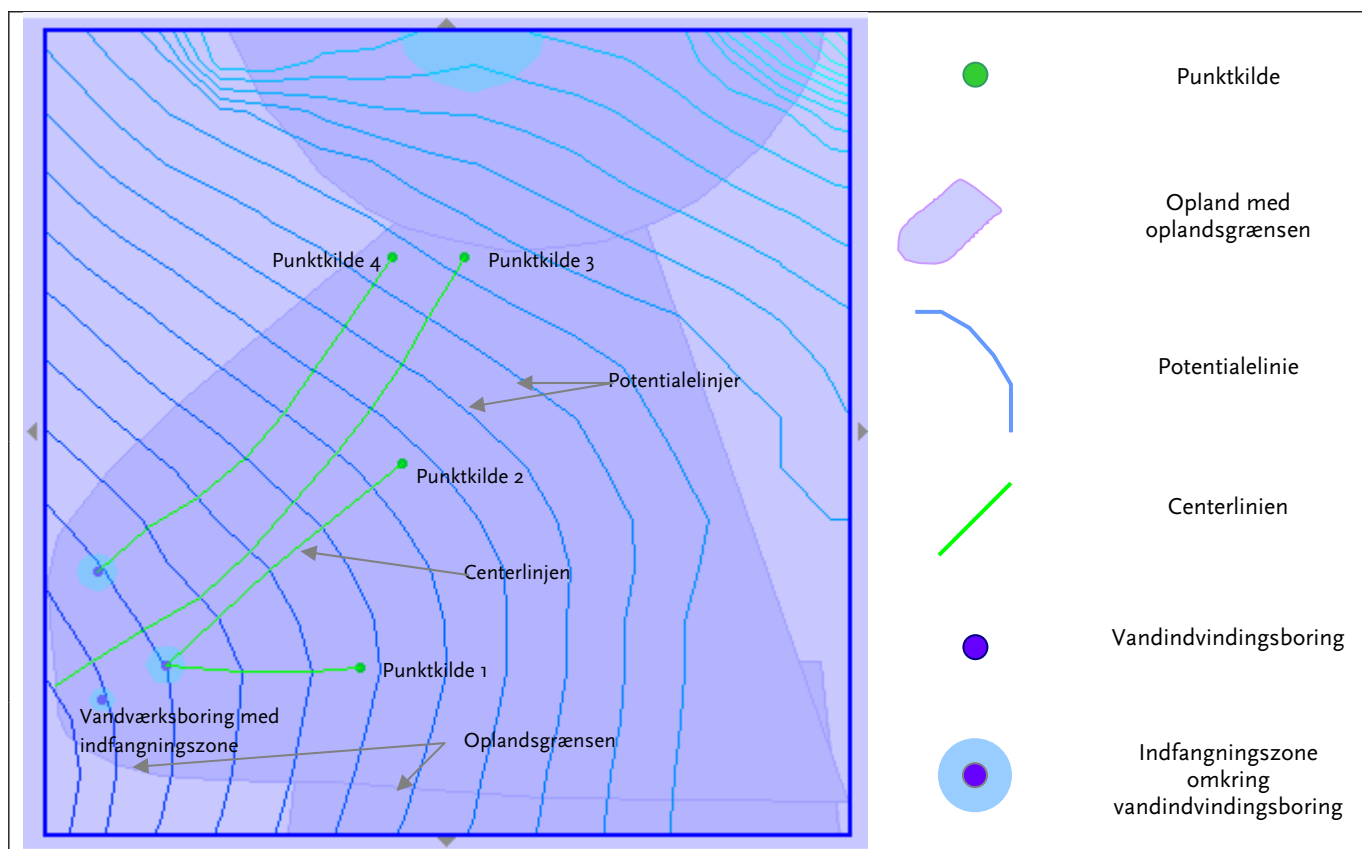 Punktkilde 4
Punktkilde 3
Potentialelinjer
Punktkilde 2
Centerlinjen
Punktkilde 1
Vandværksboring med
indfangningszone
Oplandsgrænsen
Punktkilde
Opland med
oplandsgrænsen
Potentialelinie
Centerlinien
Vandindvindingsboring
Indfangningszone
omkring
vandindvindingsboring